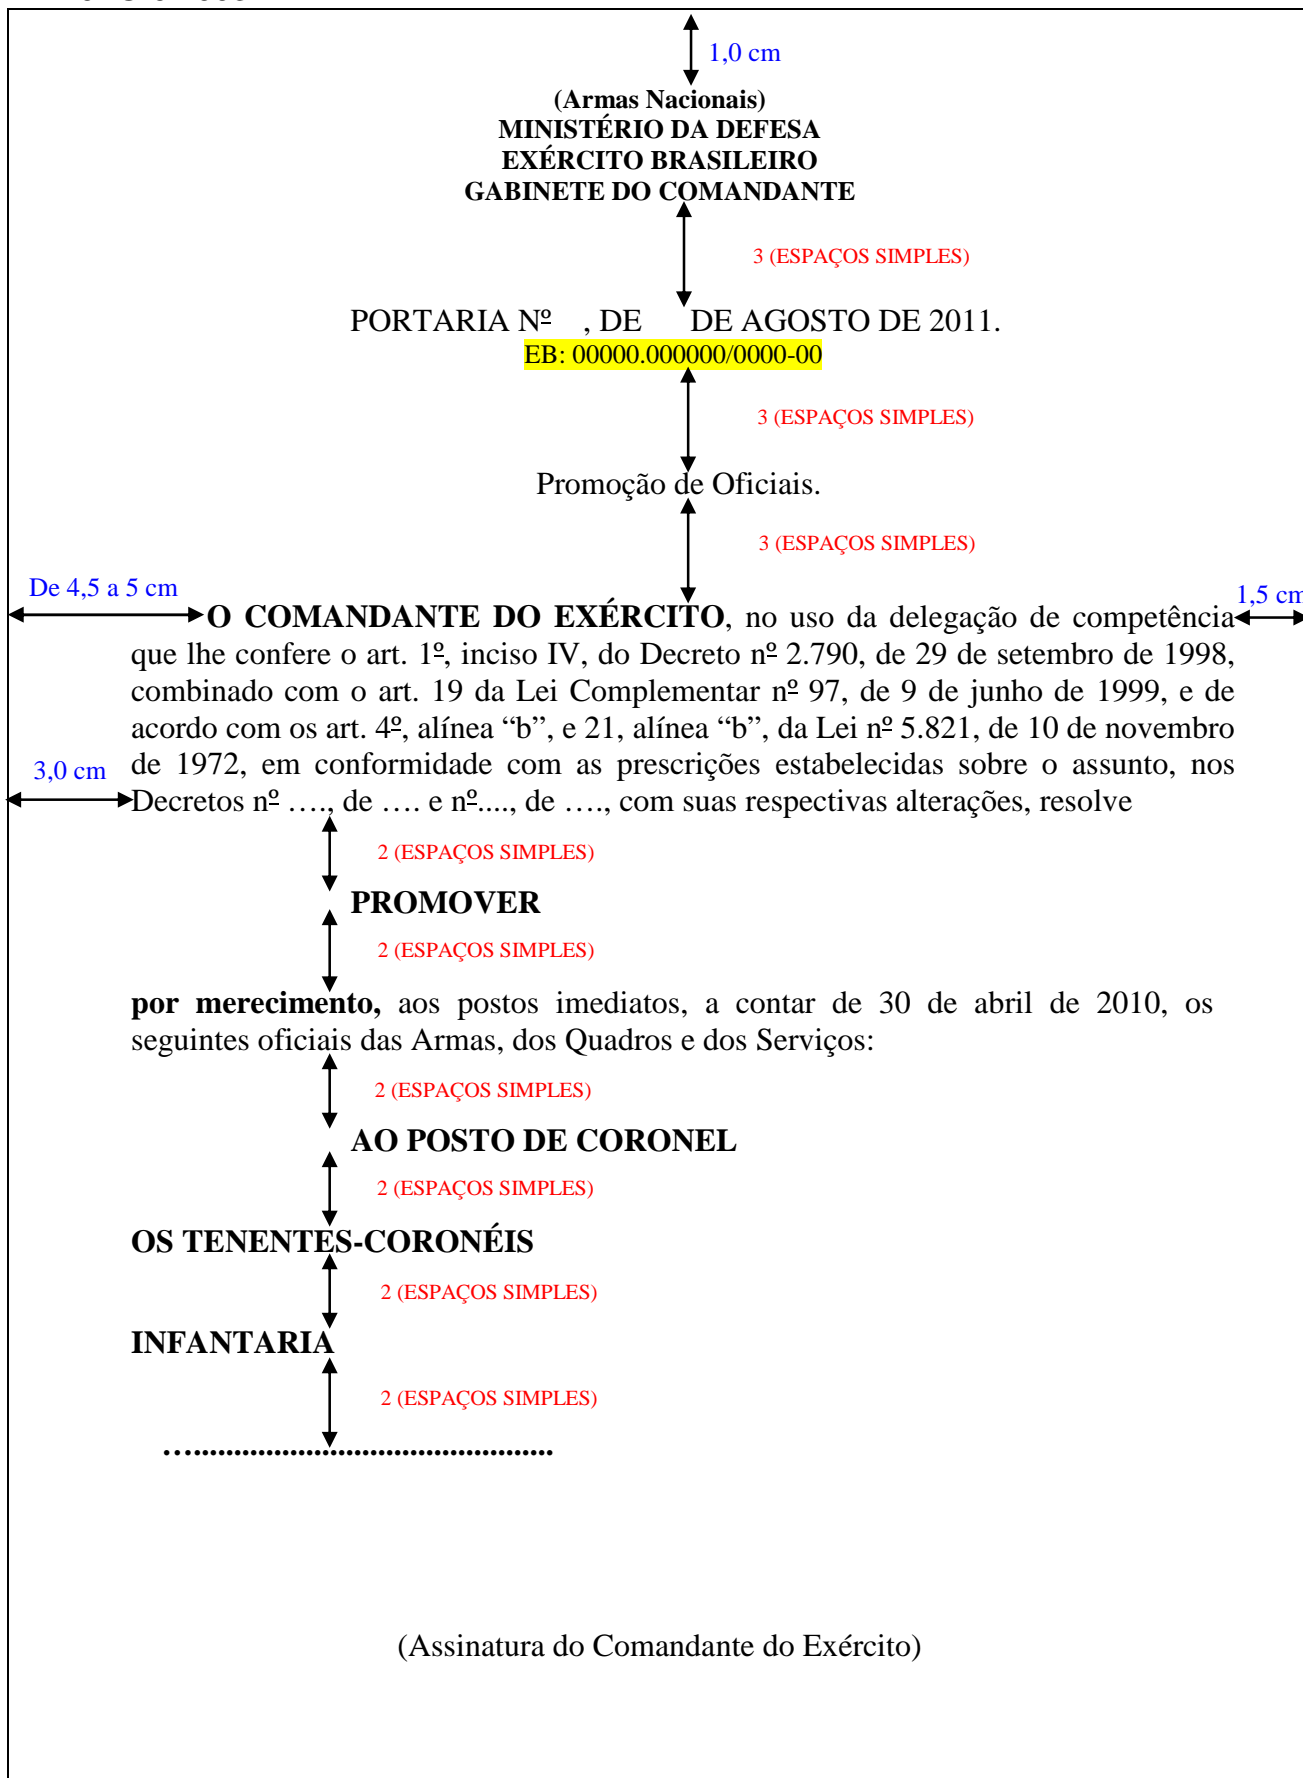 1,0 cm
(Armas Nacionais)
MINISTÉRIO DA DEFESA
EXÉRCITO BRASILEIRO
GABINETE DO COMANDANTE
3 (ESPAÇOS SIMPLES)
PORTARIA Nº    , DE      DE AGOSTO DE 2011.
EB: 00000.000000/0000-00
3 (ESPAÇOS SIMPLES)
Promoção de Oficiais.
3 (ESPAÇOS SIMPLES)
De 4,5 a 5 cm
1,5 cm
O COMANDANTE DO EXÉRCITO, no uso da delegação de competência
que lhe confere o art. 1º, inciso IV, do Decreto nº 2.790, de 29 de setembro de 1998,
combinado com o art. 19 da Lei Complementar nº 97, de 9 de junho de 1999, e de
acordo com os art. 4º, alínea “b”, e 21, alínea “b”, da Lei nº 5.821, de 10 de novembro
de 1972, em conformidade com as prescrições estabelecidas sobre o assunto, nos
3,0 cm
Decretos nº …., de …. e nº...., de …., com suas respectivas alterações, resolve
2 (ESPAÇOS SIMPLES)
PROMOVER
2 (ESPAÇOS SIMPLES)
por merecimento, aos postos imediatos, a contar de 30 de abril de 2010, os
seguintes oficiais das Armas, dos Quadros e dos Serviços:
2 (ESPAÇOS SIMPLES)
AO POSTO DE CORONEL
2 (ESPAÇOS SIMPLES)
OS TENENTES-CORONÉIS
2 (ESPAÇOS SIMPLES)
INFANTARIA
2 (ESPAÇOS SIMPLES)
…............................................
(Assinatura do Comandante do Exército)